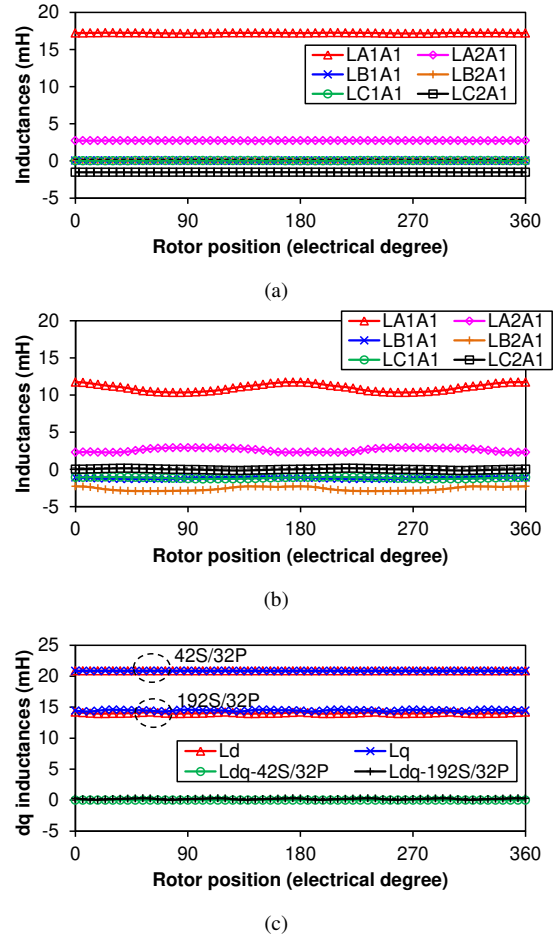 20
15
10
5
0
-5
Inductances (mH)
LA1A1 LA2A1
LB1A1 LB2A1
LC1A1 LC2A1
0 90 180 270 360
Rotor position (electrical degree)
(a)
20
15
10
5
0
-5
Inductances (mH)
LA1A1 LA2A1
LB1A1 LB2A1
LC1A1 LC2A1
0 90 180 270 360
Rotor position (electrical degree)
(b)
25
20
15
10
5
0
-5
dq inductances (mH)
42S/32P
192S/32P
Ld Lq
Ldq-42S/32P Ldq-192S/32P
0 90 180 270 360
Rotor position (electrical degree)
(c)